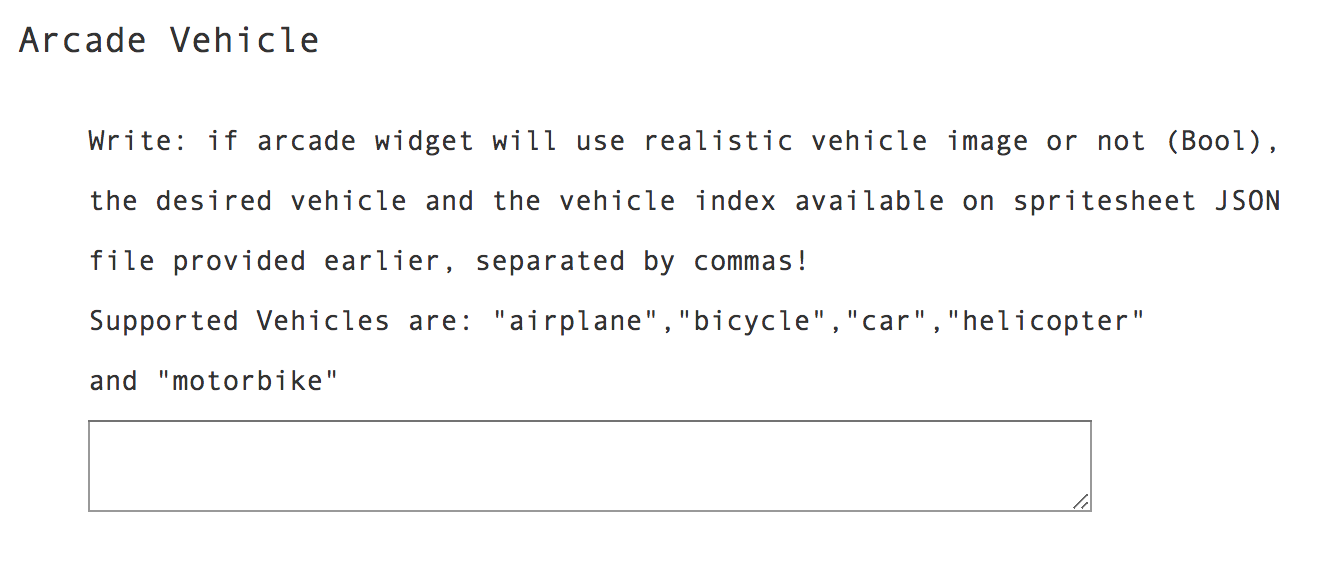 Arcade Vehicle
Write: if arcade widget will use realistic vehicle image or not (Bool),
the desired vehicle and the vehicle index available on spritesheet JSON
file provided earlier, separated by commas!
Supported Vehicles are: "airplane","bicycle","car","helicopter"
and "motorbike"